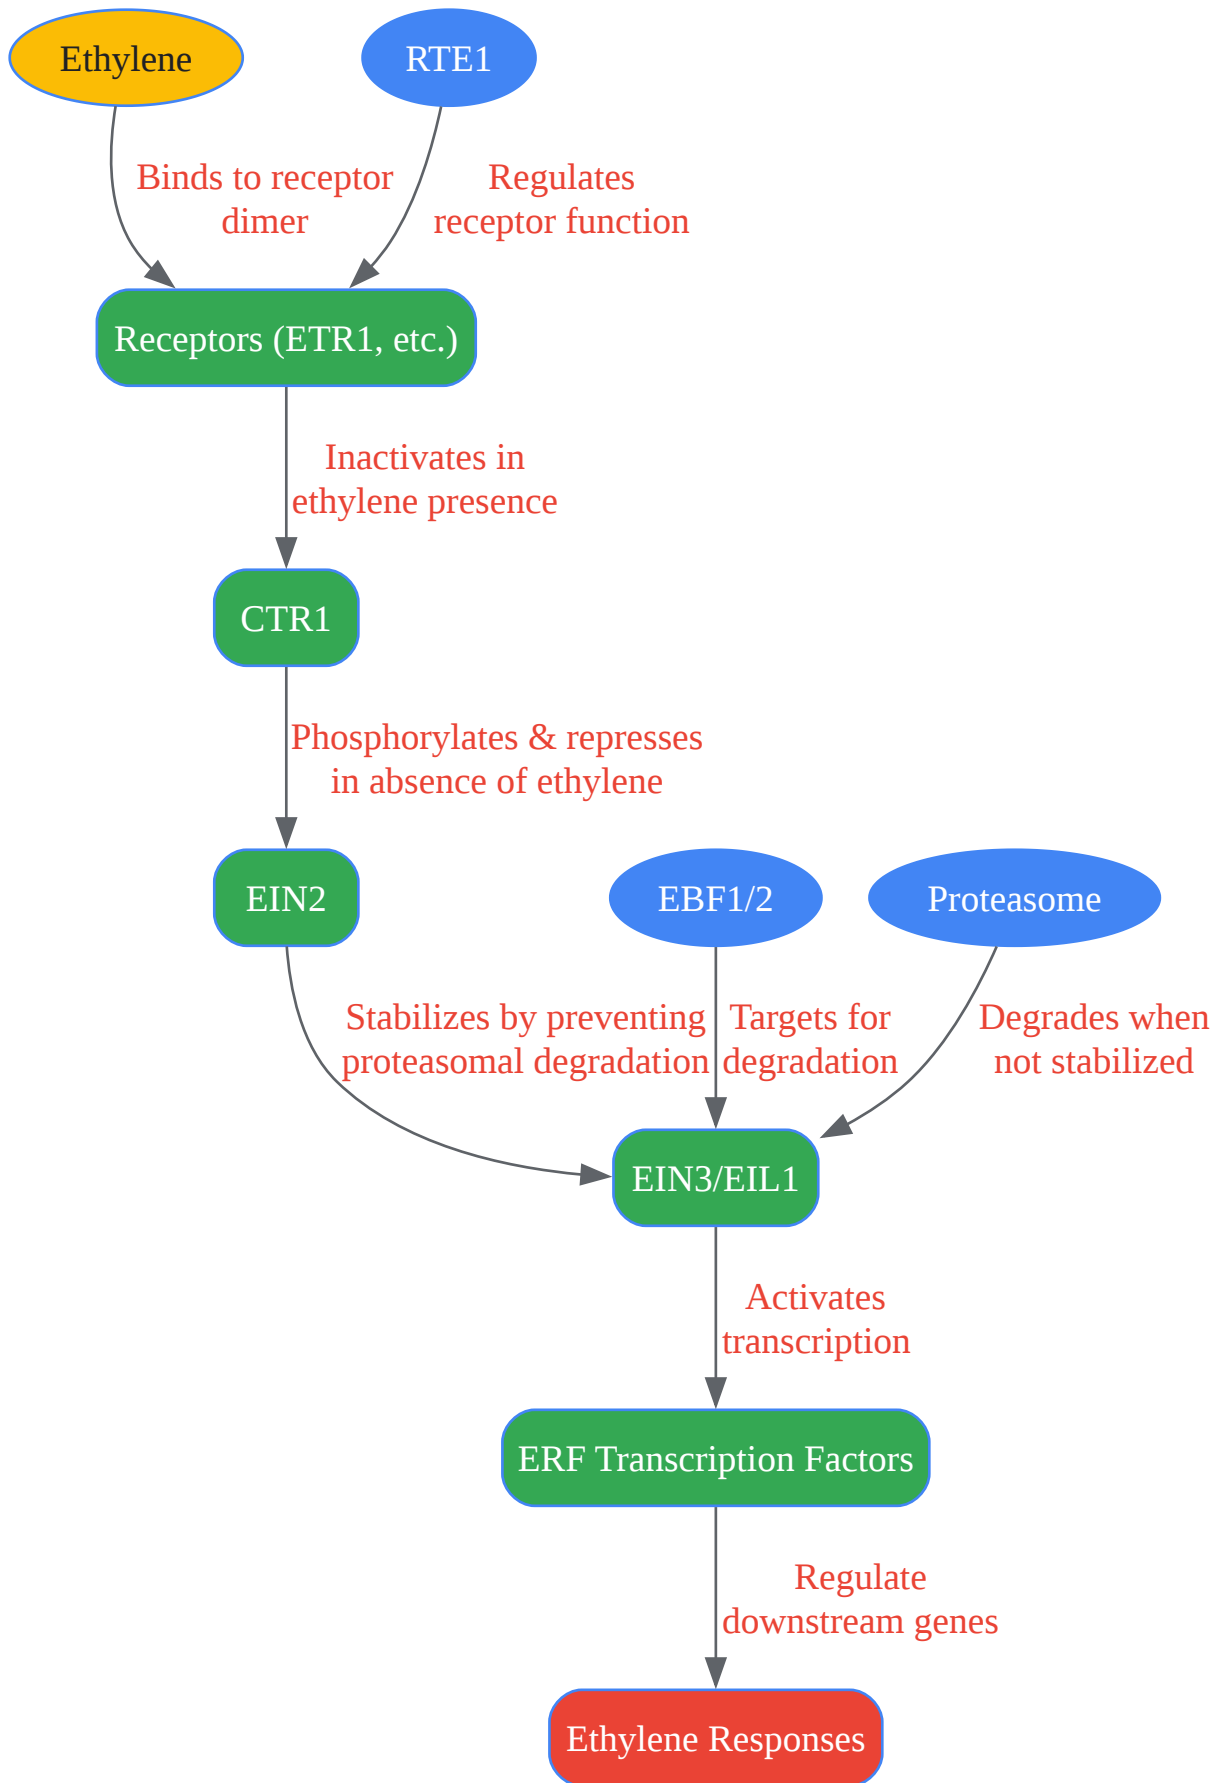 Ethylene
RTE1
Binds to receptor
dimer
Regulates
receptor function
Receptors (ETR1, etc.)
Inactivates in
ethylene presence
CTR1
Phosphorylates & represses
in absence of ethylene
EIN2
EBF1/2
Proteasome
Stabilizes by preventing
proteasomal degradation
Targets for
degradation
Degrades when
not stabilized
EIN3/EIL1
Activates
transcription
ERF Transcription Factors
Regulate
downstream genes
Ethylene Responses